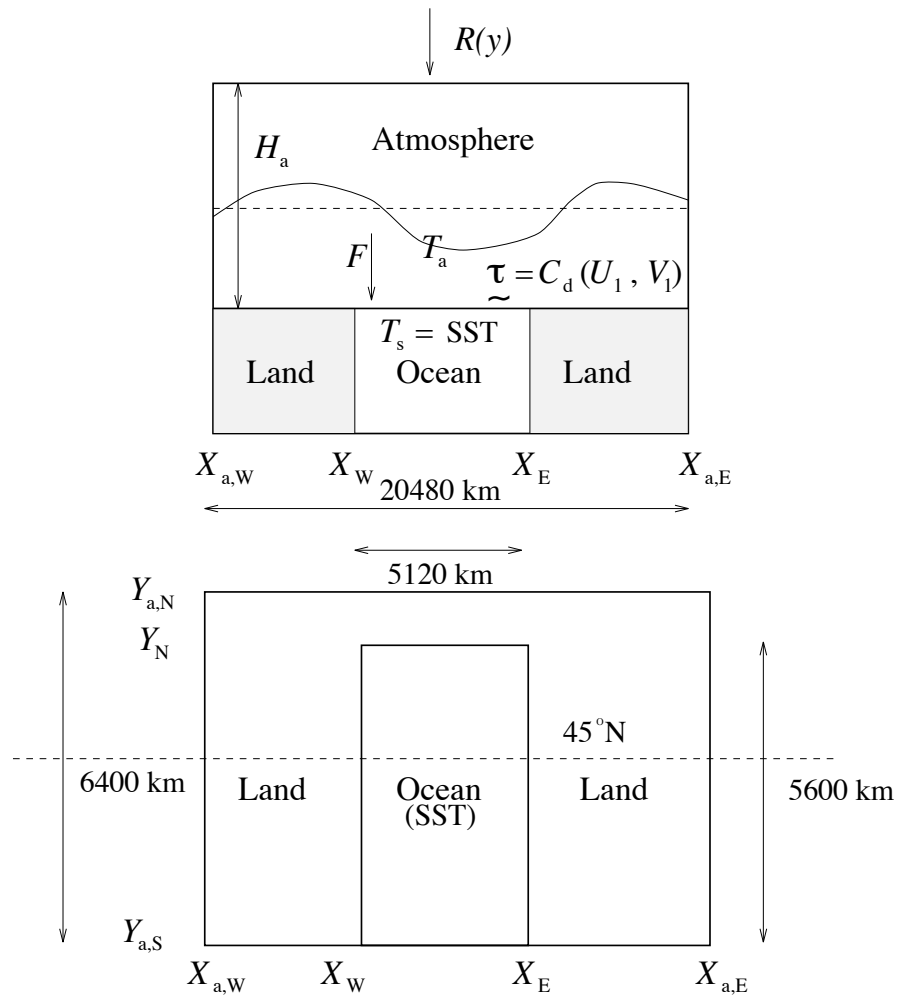 R(y)
Atmosphere
H_a
F
T_a
τ = C_d (U_1 , V_1)
~
T_s = SST
Land
Ocean
Land
X_a,W
X_W
X_E
X_a,E
20480 km
5120 km
Y_a,N
Y_N
45°N
6400 km
Land
Ocean
Land
5600 km
(SST)
Y_a,S
X_a,W
X_W
X_E
X_a,E